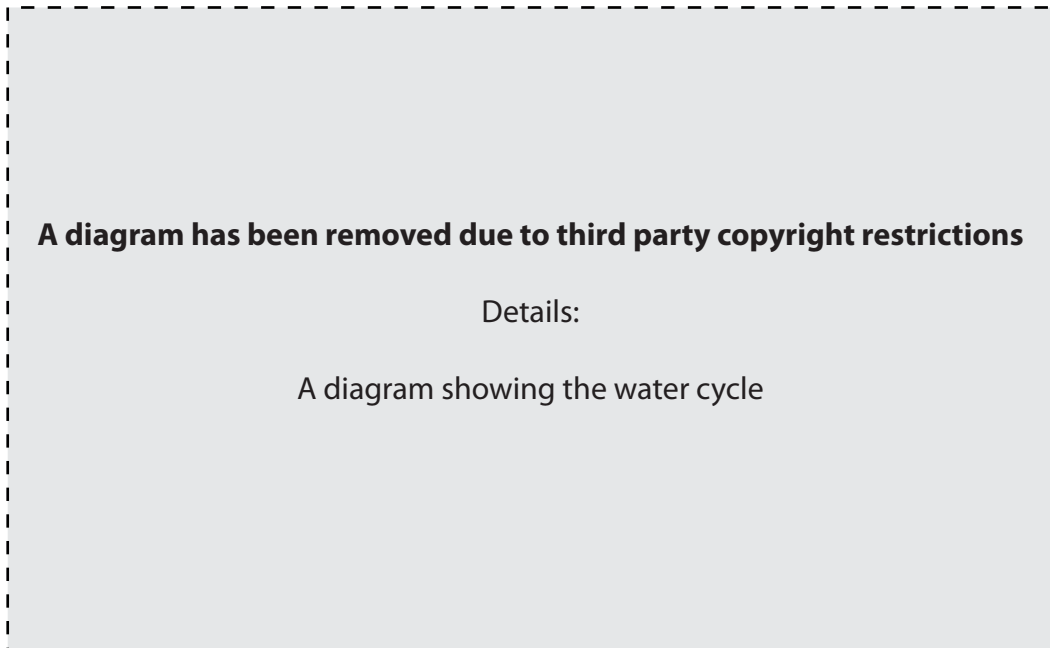 A diagram has been removed due to third party copyright restrictions
Details:
A diagram showing the water cycle